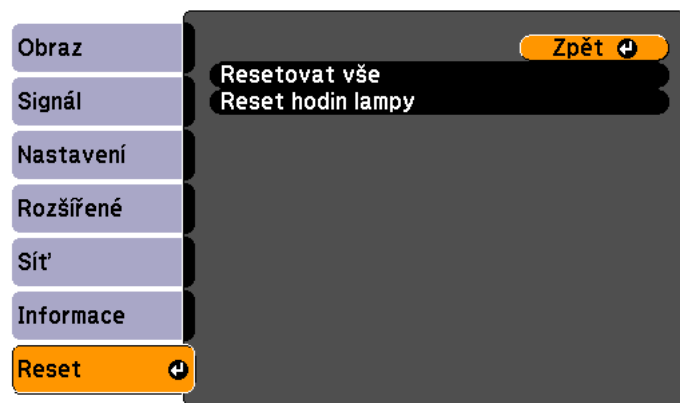 Obraz
Signál
Nastavení
Rozšířené
Síť
Informace
Reset
Zpět
Resetovat vše
Reset hodin lampy